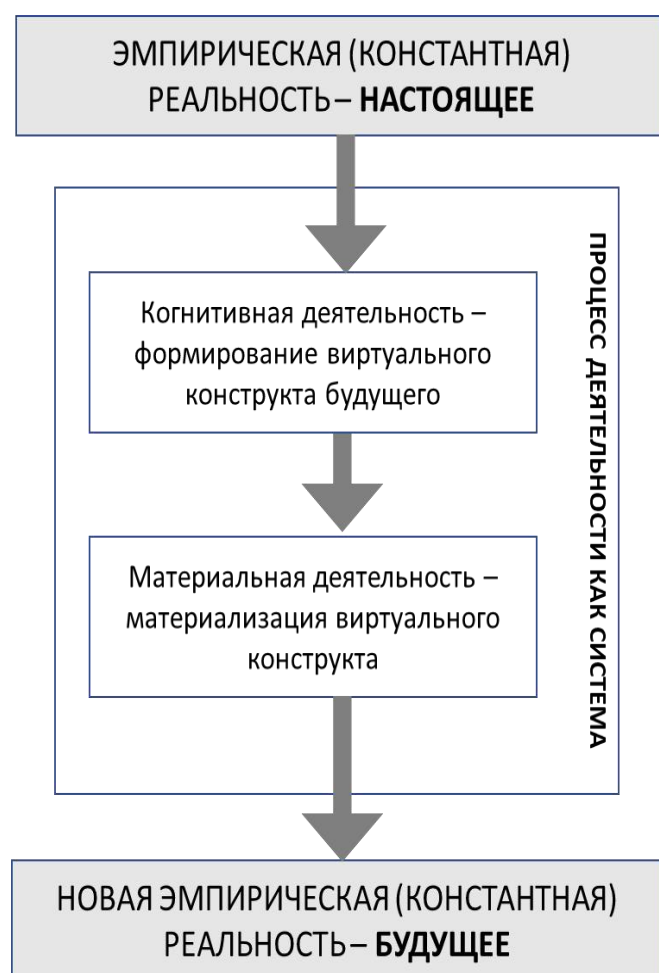 ЭМПИРИЧЕСКАЯ (КОНСТАНТНАЯ)
РЕАЛЬНОСТЬ – НАСТОЯЩЕЕ
ПРОЦЕСС ДЕЯТЕЛЬНОСТИ КАК СИСТЕМА
Когнитивная деятельность –
формирование виртуального
конструкта будущего
Материальная деятельность –
материализация виртуального
конструкта
НОВАЯ ЭМПИРИЧЕСКАЯ (КОНСТАНТНАЯ)
РЕАЛЬНОСТЬ – БУДУЩЕЕ